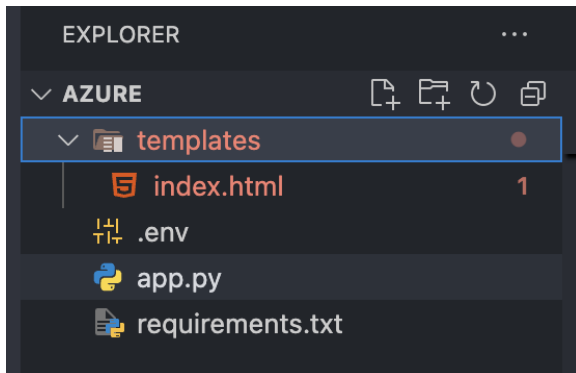 EXPLORER
AZURE
templates
index.html 1
.env
app.py
requirements.txt